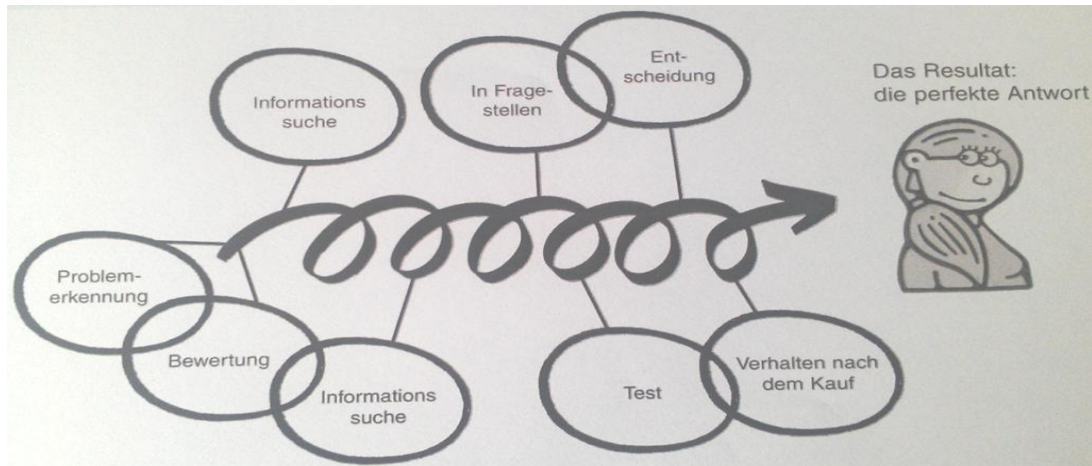 Informations
suche
In Frage-
stellen
Ent-
scheidung
Das Resultat:
die perfekte Antwort
Problem-
erkennung
Bewertung
Informations
suche
Test
Verhalten nach
dem Kauf